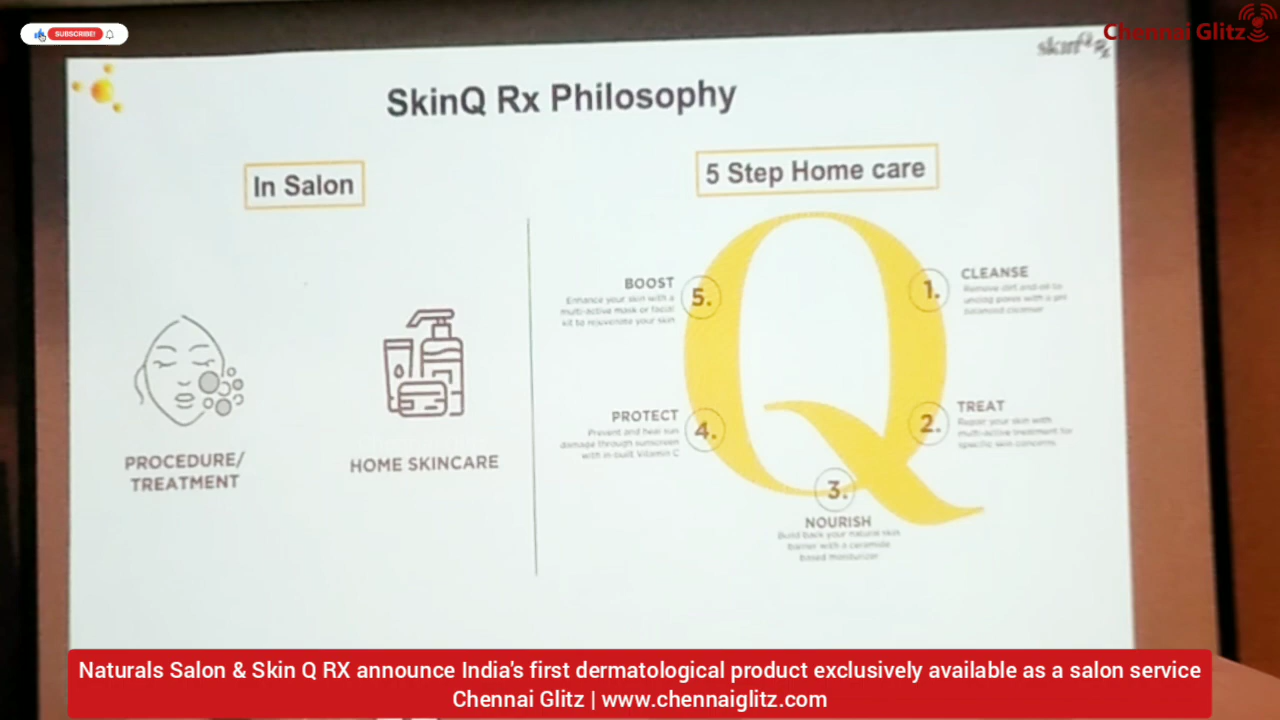 SUBSCRIBE!
Chennai Glitz
skinQ Rx
SkinQ Rx Philosophy
In Salon
5 Step Home care
PROCEDURE/
TREATMENT
HOME SKINCARE
1.
CLEANSE
Remove dirt and oil to
unclog pores with a pH
balanced cleanser
2.
TREAT
Repair your skin with
multi-active treatment for
specific skin concerns
3.
NOURISH
Build back your natural skin
barrier with a ceramide
based moisturizer
4.
PROTECT
Prevent and heal sun
damage through sunscreen
with in-built Vitamin C
5.
BOOST
Enhance your skin with a
multi-active mask or facial
kit to rejuvenate your skin
Naturals Salon & Skin Q RX announce India's first dermatological product exclusively available as a salon service
Chennai Glitz | www.chennaiglitz.com